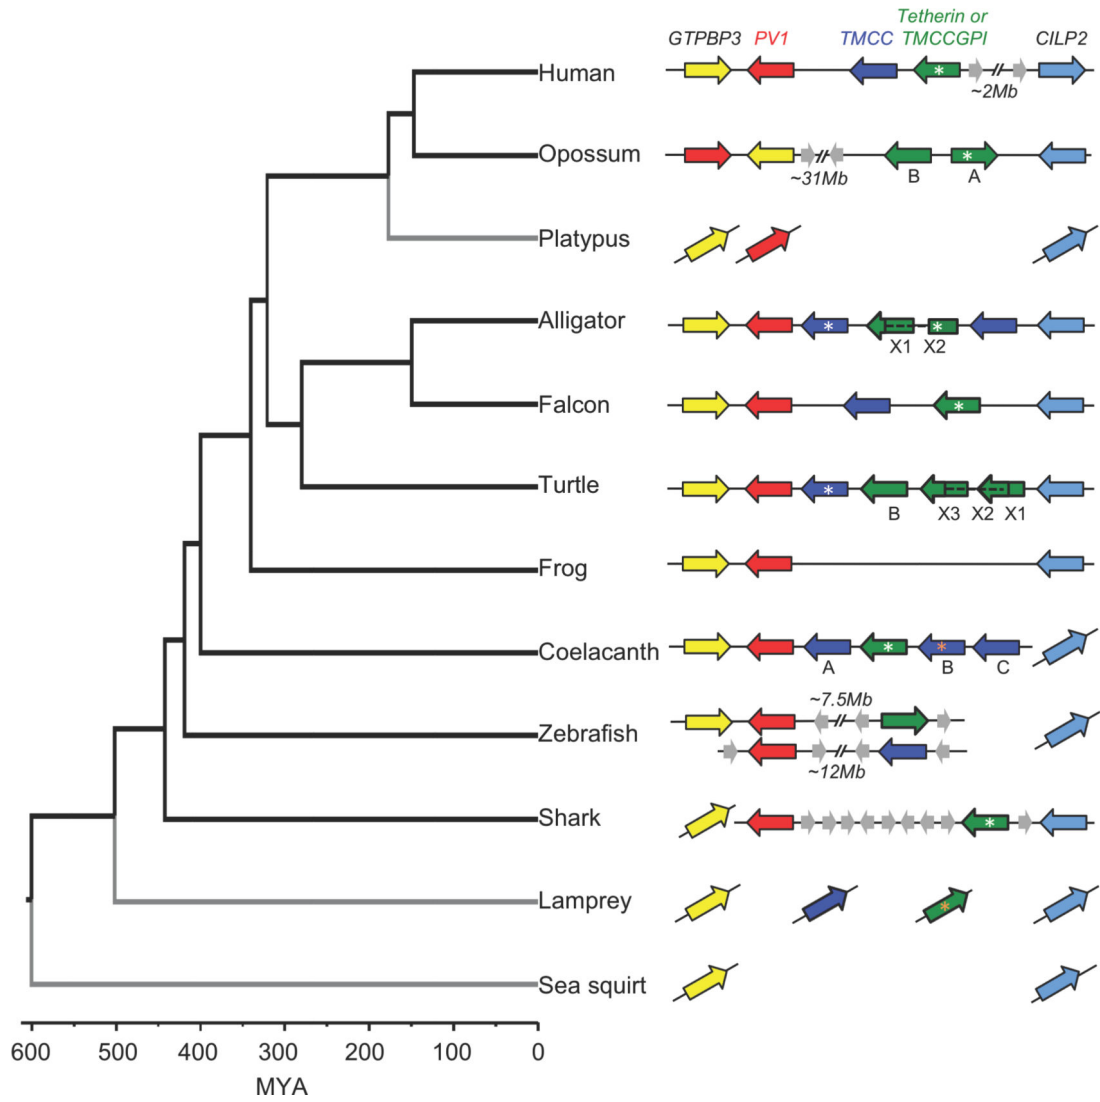 Tetherin or
GTPBP3 PV1 TMCC TMCCGPI CILP2
Human * ~2Mb
Opossum * ~31Mb B A
Platypus
Alligator * * X1 X2
Falcon *
Turtle * B X3 X2 X1
Frog
Coelacanth * * A B C
~7.5Mb
Zebrafish
~12Mb
Shark *
Lamprey *
Sea squirt
600 500 400 300 200 100 0
MYA